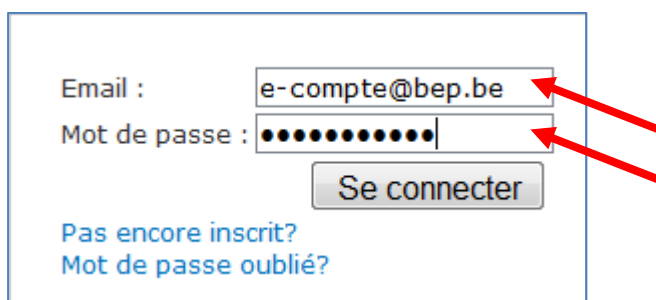 Email : e-compte@bep.be
Mot de passe : ●●●●●●●●●●●
Se connecter
Pas encore inscrit?
Mot de passe oublié?